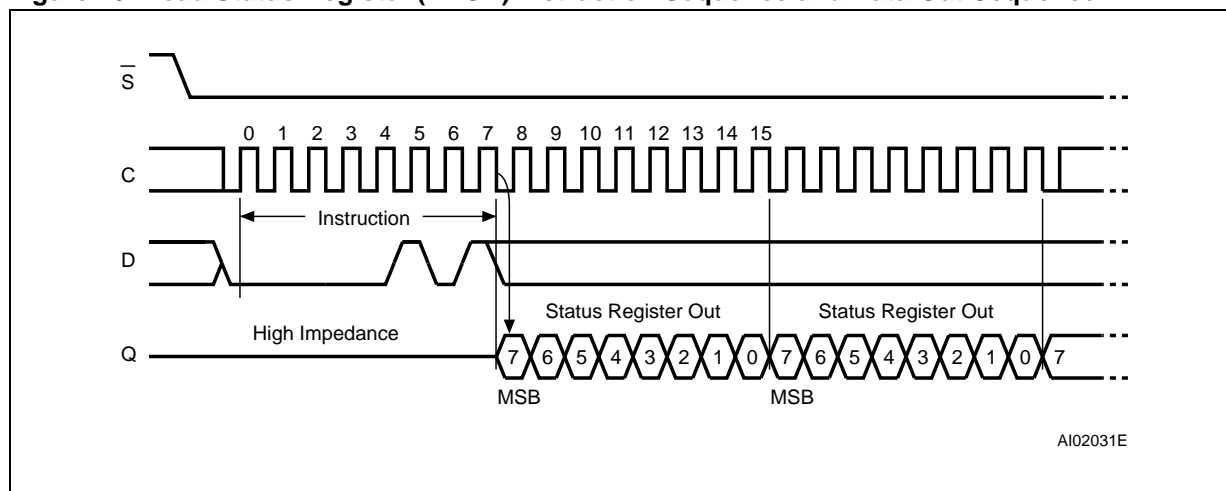 S
0 1 2 3 4 5 6 7 8 9 10 11 12 13 14 15
C
Instruction
D
Status Register Out Status Register Out
High Impedance
Q 7 6 5 4 3 2 1 0 7 6 5 4 3 2 1 0 7
MSB MSB
AI02031E